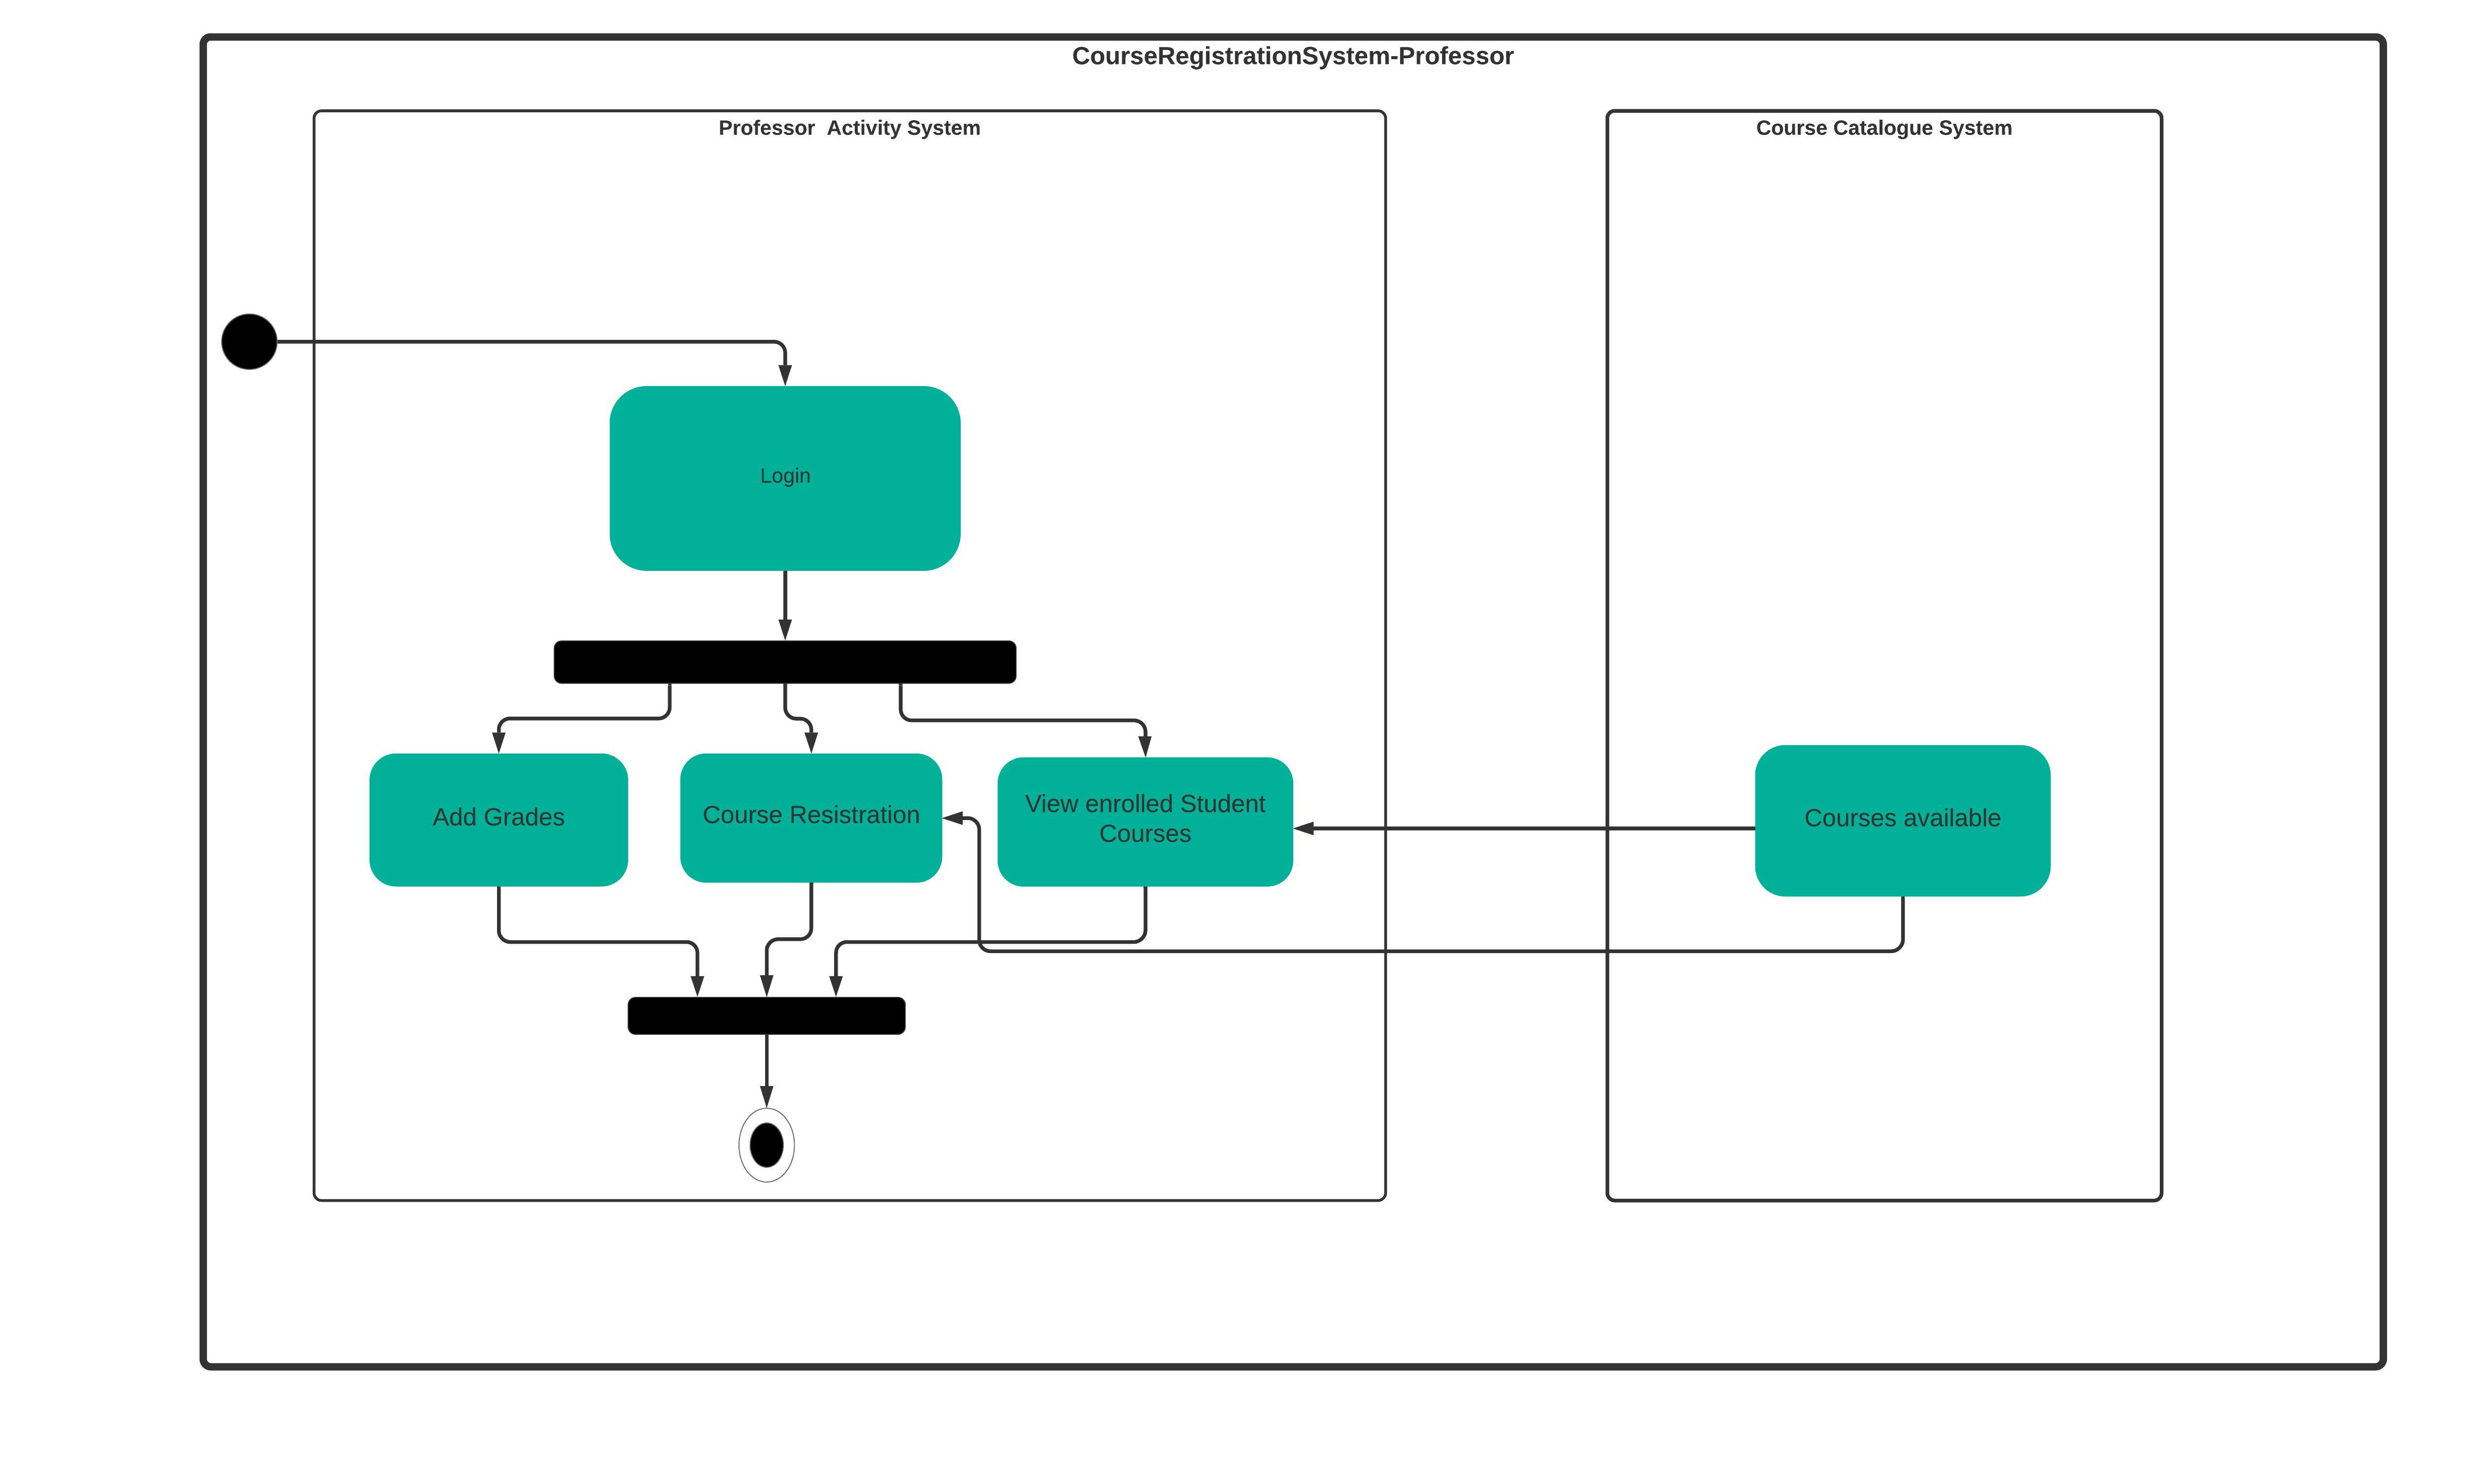 CourseRegistrationSystem-Professor
Professor  Activity System
Course Catalogue System
Login
Add Grades
Course Resistration
View enrolled Student
Courses
Courses available